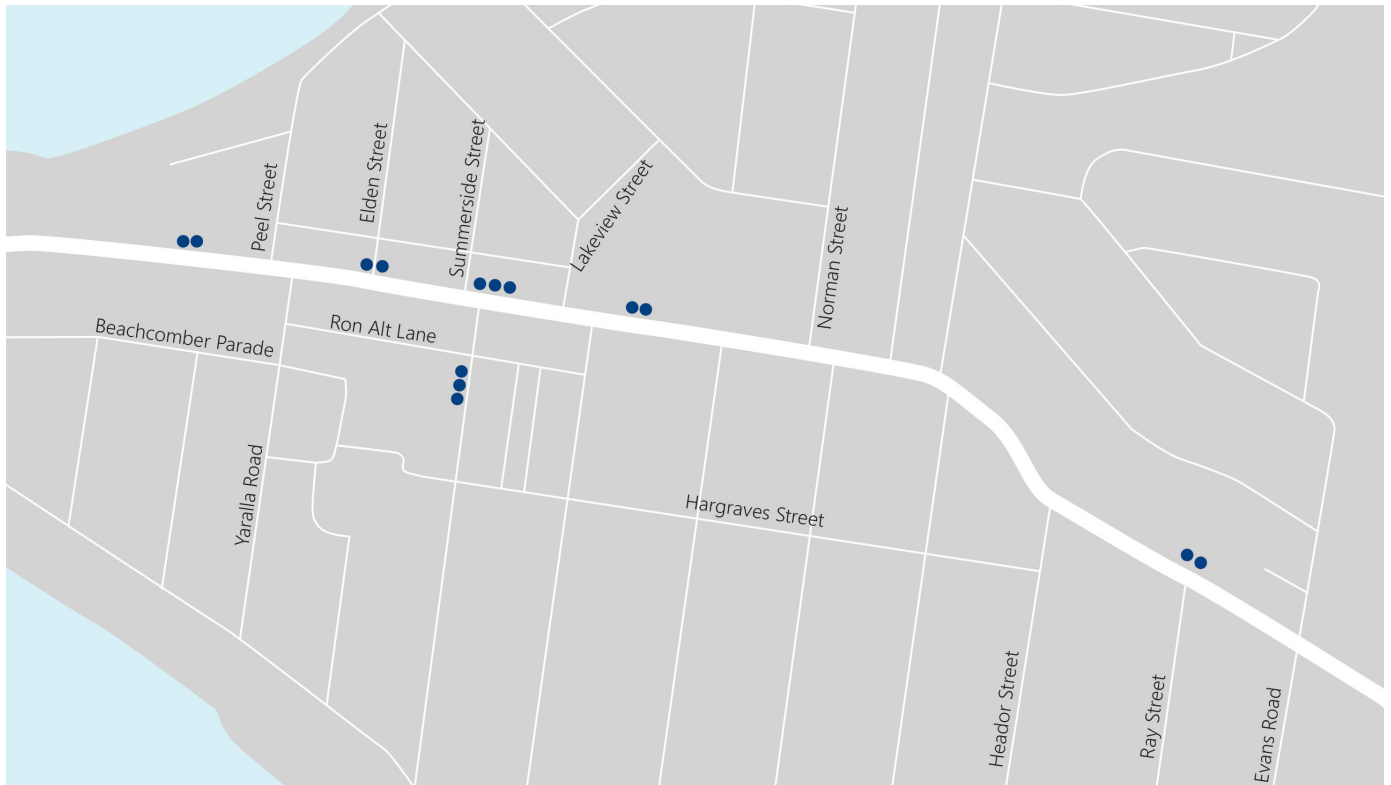 Peel Street
Elden Street
Summerside Street
Lakeview Street
Norman Street
Beachcomber Parade
Ron Alt Lane
Yaralla Road
Hargraves Street
Heador Street
Ray Street
Evans Road